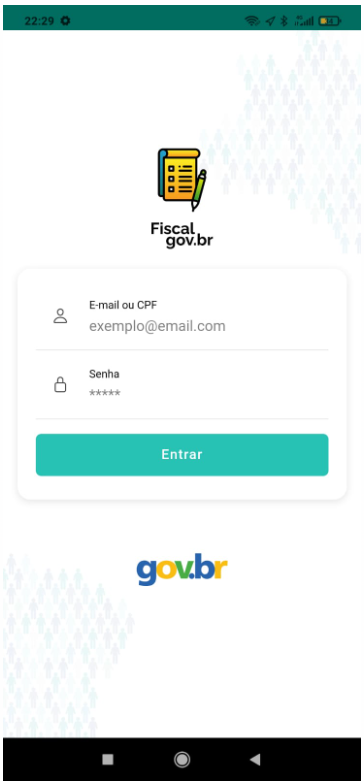 22:29
Fiscal
gov.br
E-mail ou CPF
exemplo@email.com
Senha
*****
Entrar
gov.br